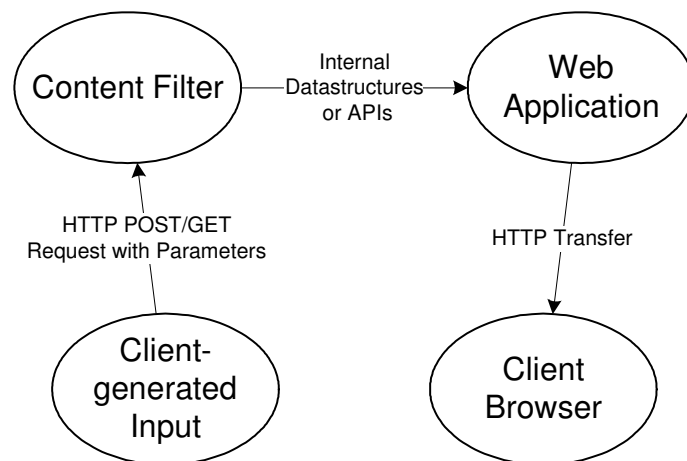 Content Filter
Internal
Datastructures
or APIs
Web
Application
HTTP POST/GET
Request with Parameters
HTTP Transfer
Client-
generated
Input
Client
Browser